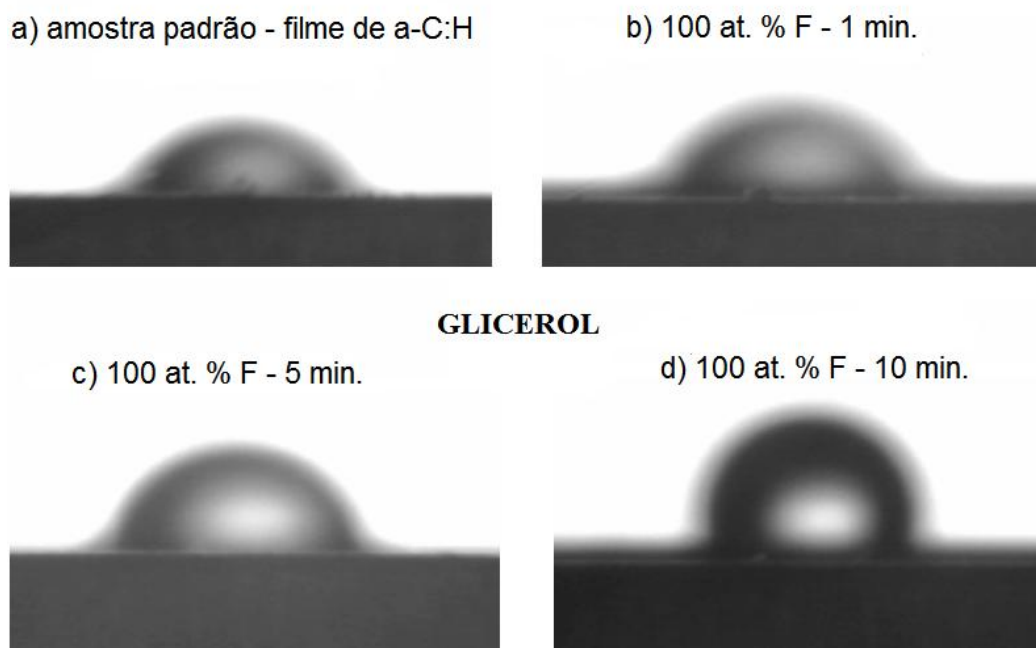 a) amostra padrão - filme de a-C:H
b) 100 at. % F - 1 min.
GLICEROL
c) 100 at. % F - 5 min.
d) 100 at. % F - 10 min.